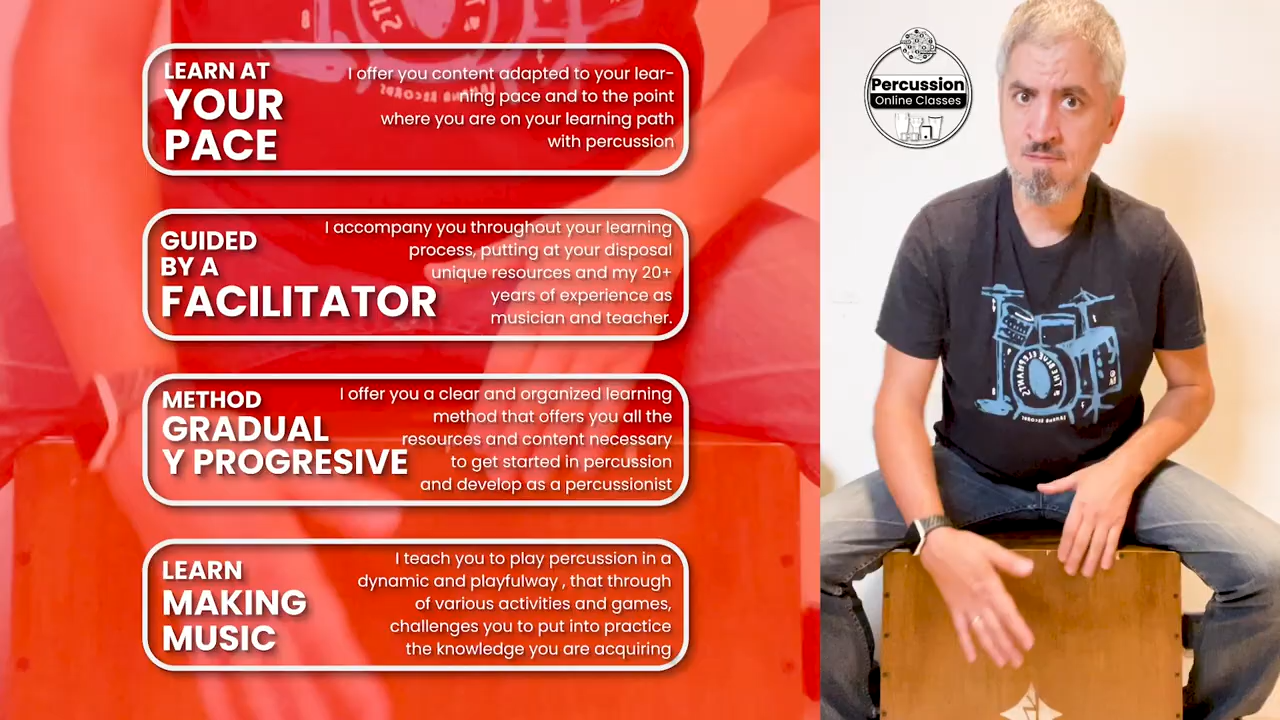 LEARN AT
YOUR
PACE
I offer you content adapted to your lear-
ning pace and to the point
where you are on your learning path
with percussion
GUIDED
BY A
FACILITATOR
I accompany you throughout your learning
process, putting at your disposal
unique resources and my 20+
years of experience as
musician and teacher.
METHOD
GRADUAL
Y PROGRESIVE
I offer you a clear and organized learning
method that offers you all the
resources and content necessary
to get started in percussion
and develop as a percussionist
LEARN
MAKING
MUSIC
I teach you to play percussion in a
dynamic and playfulway , that through
of various activities and games,
challenges you to put into practice
the knowledge you are acquiring
Percussion
Online Classes
THE BLUE ELEPHANTS